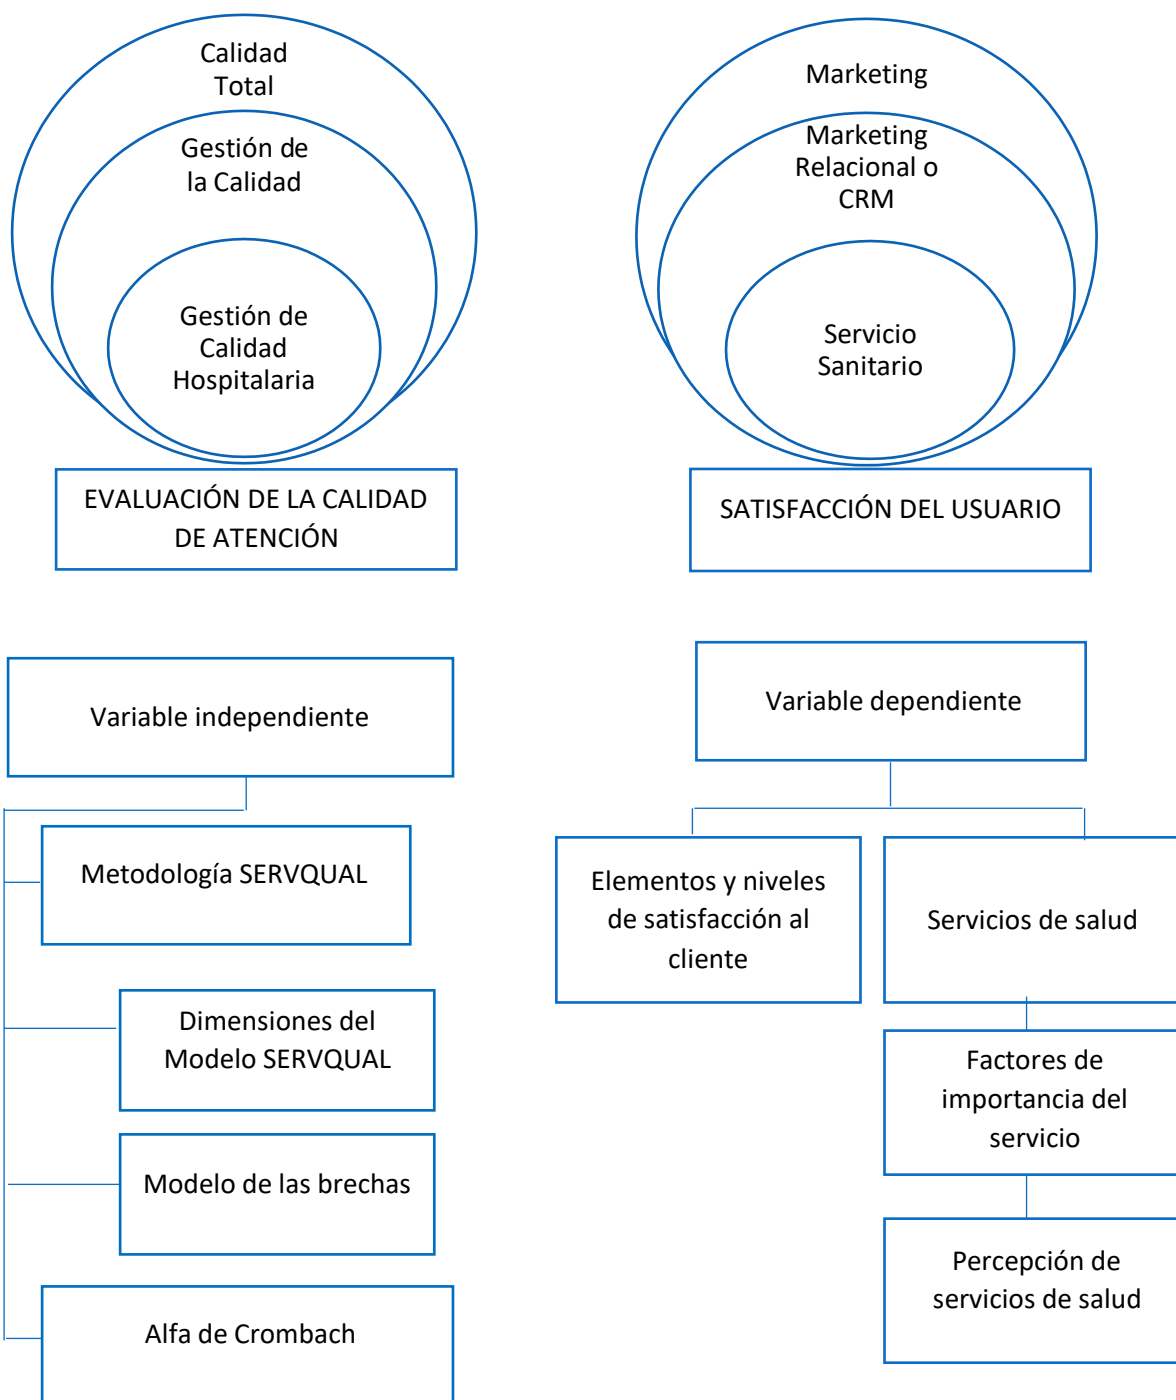 Calidad
Total
Gestión de
la Calidad
Gestión de
Calidad
Hospitalaria
EVALUACIÓN DE LA CALIDAD
DE ATENCIÓN
Marketing
Marketing
Relacional o
CRM
Servicio
Sanitario
SATISFACCIÓN DEL USUARIO
Variable independiente
Metodología SERVQUAL
Dimensiones del
Modelo SERVQUAL
Modelo de las brechas
Alfa de Crombach
Variable dependiente
Elementos y niveles
de satisfacción al
cliente
Servicios de salud
Factores de
importancia del
servicio
Percepción de
servicios de salud